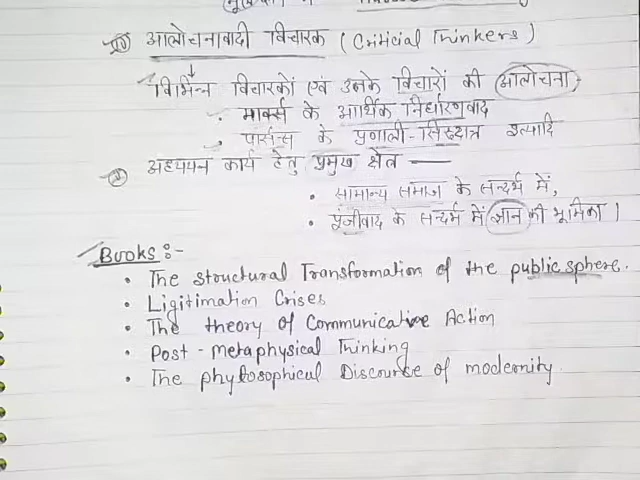 आलोचनावादी विचारक (Criticial Thinkers)
विभिन्न विचारकों एवं उनके विचारों की आलोचना
मार्क्स के आर्थिक निर्धारणवाद
पार्सन्स के प्रणाली-सिद्धान्त इत्यादि
अध्ययन कार्य हेतु प्रमुख क्षेत्र —
• सामान्य समाज के सन्दर्भ में,
• पूंजीवाद के सन्दर्भ में ज्ञान की भूमिका।
Books:-
• The structural Transformation of the public sphere.
• Ligitimation Crises
• The theory of Communicative Action
• Post-metaphysical Thinking
• The phylosophical Discourse of modernity.